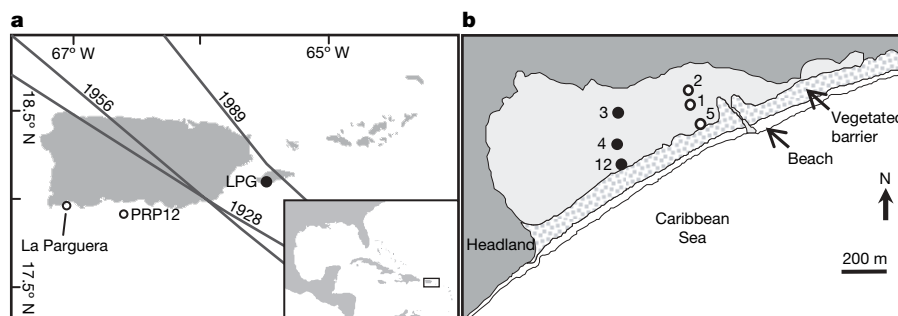 a
67° W
65° W
18.5° N
17.5° N
1956
1989
1928
LPG
PRP12
La Parguera
b
2
1
3
5
4
12
Vegetated
barrier
Beach
N
Caribbean
Sea
Headland
200 m